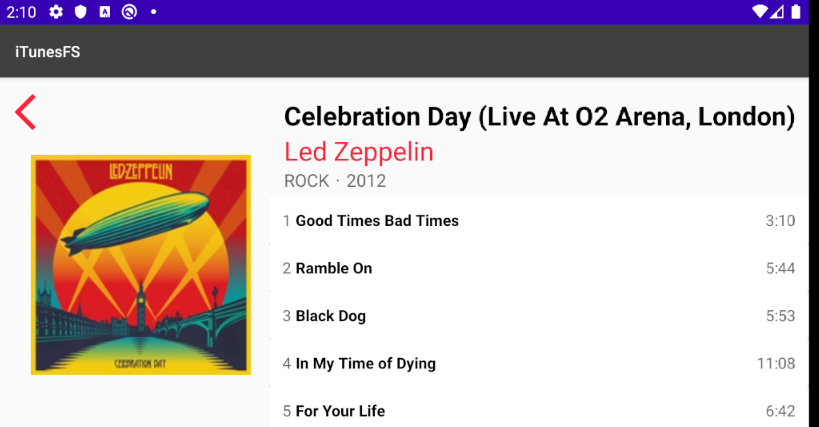 2:10
iTunesFS
Celebration Day (Live At O2 Arena, London)
Led Zeppelin
ROCK · 2012
LED ZEPPELIN
CELEBRATION DAY
1 Good Times Bad Times 3:10
2 Ramble On 5:44
3 Black Dog 5:53
4 In My Time of Dying 11:08
5 For Your Life 6:42